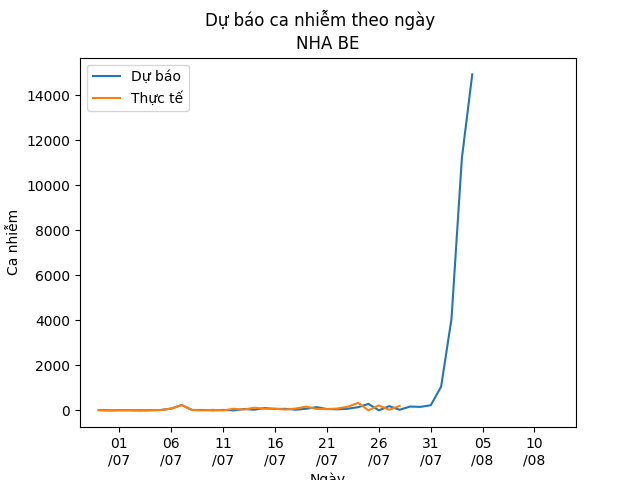 Dự báo ca nhiễm theo ngày
NHA BE
Dự báo
Thực tế
14000
12000
10000
8000
6000
4000
2000
0
Ca nhiễm
01 06 11 16 21 26 31 05 10
/07 /07 /07 /07 /07 /07 /07 /08 /08
Ngày